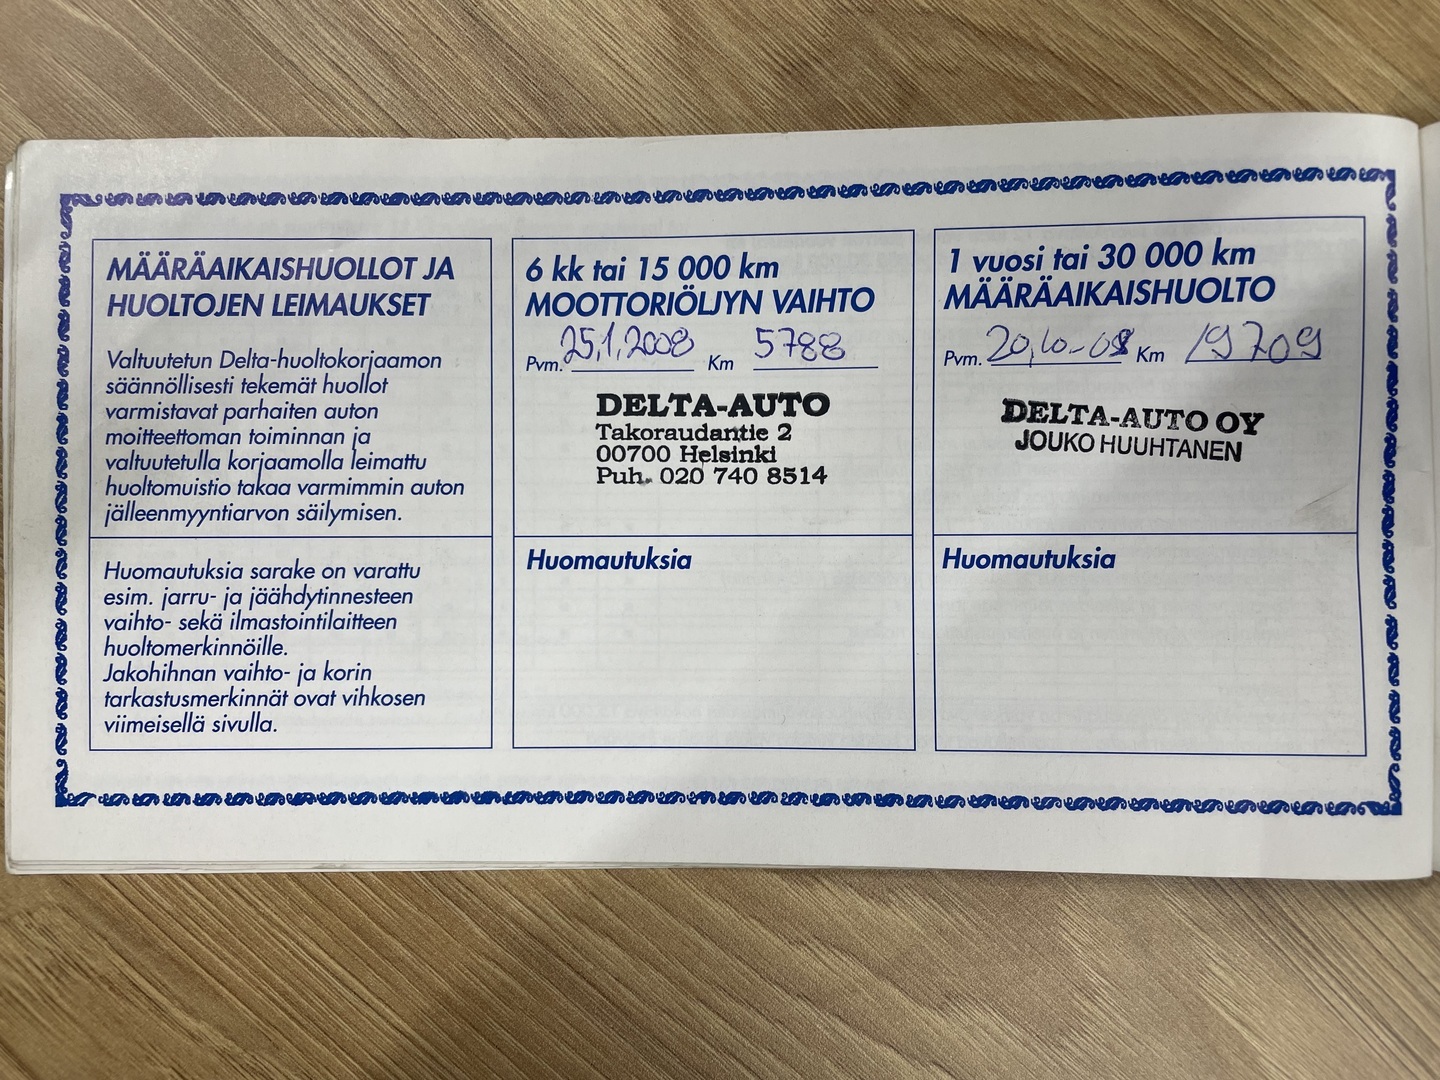 MÄÄRÄAIKAISHUOLLOT JA
HUOLTOJEN LEIMAUKSET
Valtuutetun Delta-huoltokorjaamon
säännöllisesti tekemät huollot
varmistavat parhaiten auton
moitteettoman toiminnan ja
valtuutetulla korjaamolla leimattu
huoltomuistio takaa varmimmin auton
jälleenmyyntiarvon säilymisen.
Huomautuksia sarake on varattu
esim. jarru- ja jäähdytinnesteen
vaihto- sekä ilmastointilaitteen
huoltomerkinnöille.
Jakohihnan vaihto- ja korin
tarkastusmerkinnät ovat vihkosen
viimeisellä sivulla.
6 kk tai 15 000 km
MOOTTORIÖLJYN VAIHTO
Pvm. 25,1,2008 Km 5788
DELTA-AUTO
Takoraudantie 2
00700 Helsinki
Puh. 020 740 8514
Huomautuksia
1 vuosi tai 30 000 km
MÄÄRÄAIKAISHUOLTO
Pvm. 20,10-08 Km 19709
DELTA-AUTO OY
JOUKO HUUHTANEN
Huomautuksia